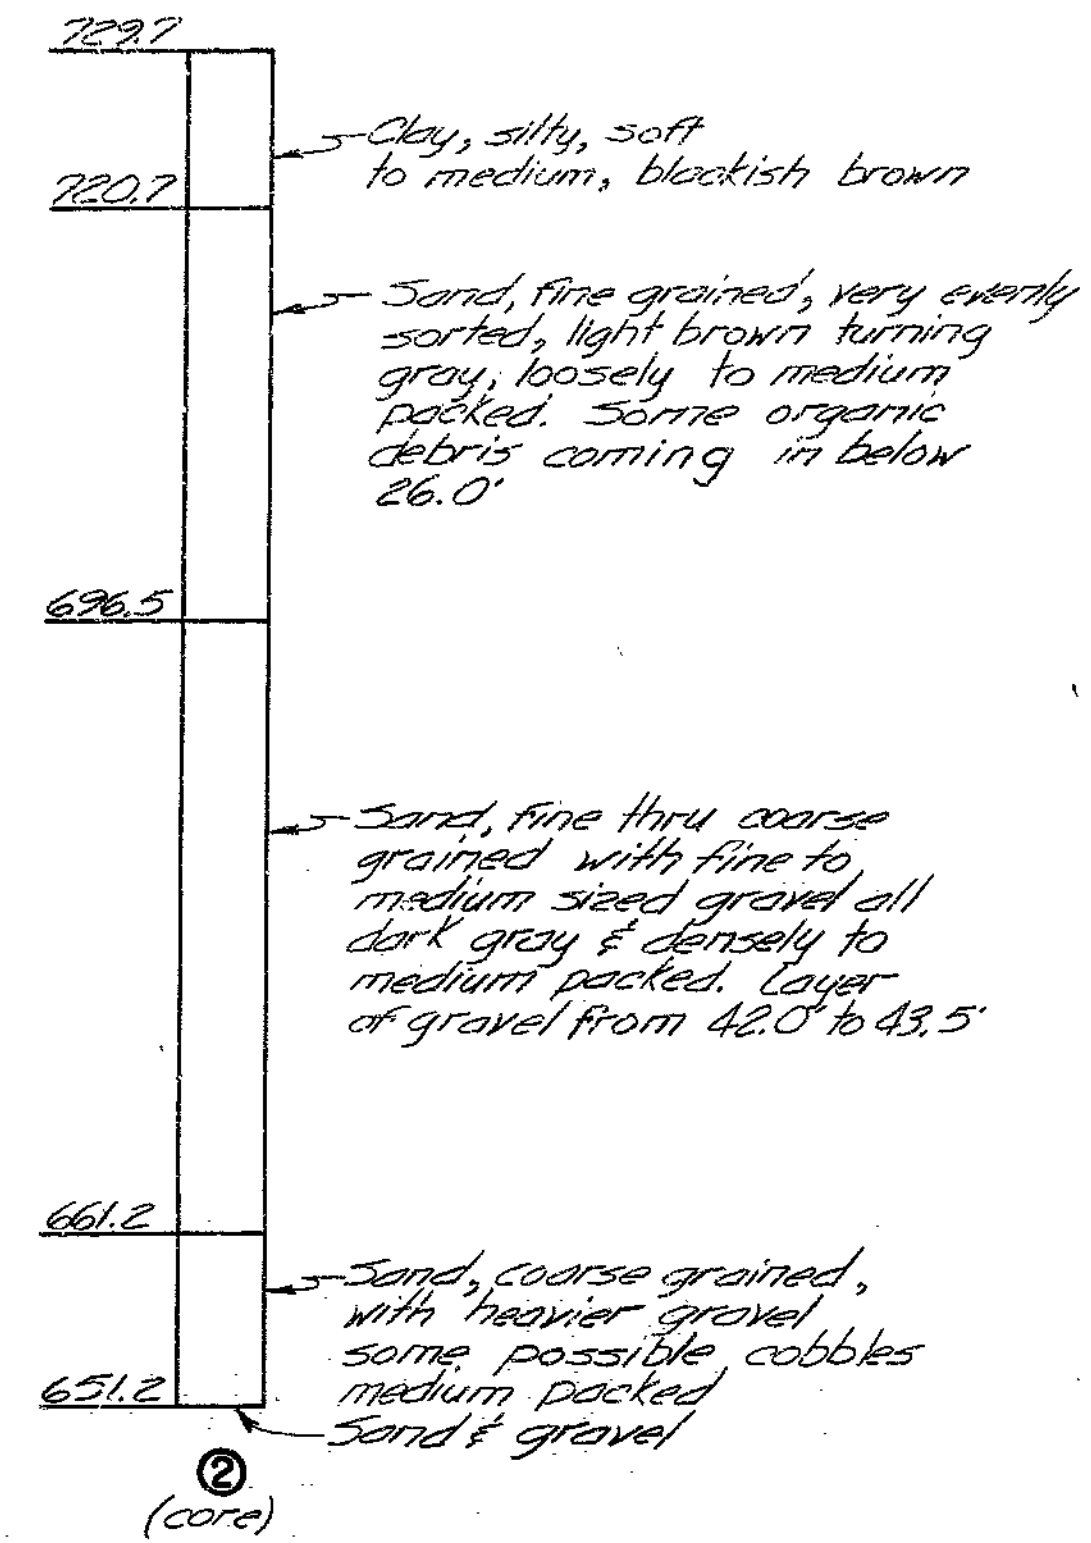 729.7
Clay, silty, soft
to medium, blackish brown
720.7
Sand, fine grained, very evenly
sorted, light brown turning
gray, loosely to medium
packed. Some organic
debris coming in below
26.0'
696.5
Sand, fine thru coarse
grained with fine to
medium sized gravel all
dark gray & densely to
medium packed. Layer
of gravel from 42.0' to 43.5'
661.2
Sand, coarse grained,
with heavier gravel
some possible cobbles
medium packed
651.2
Sand & gravel
2
(core)